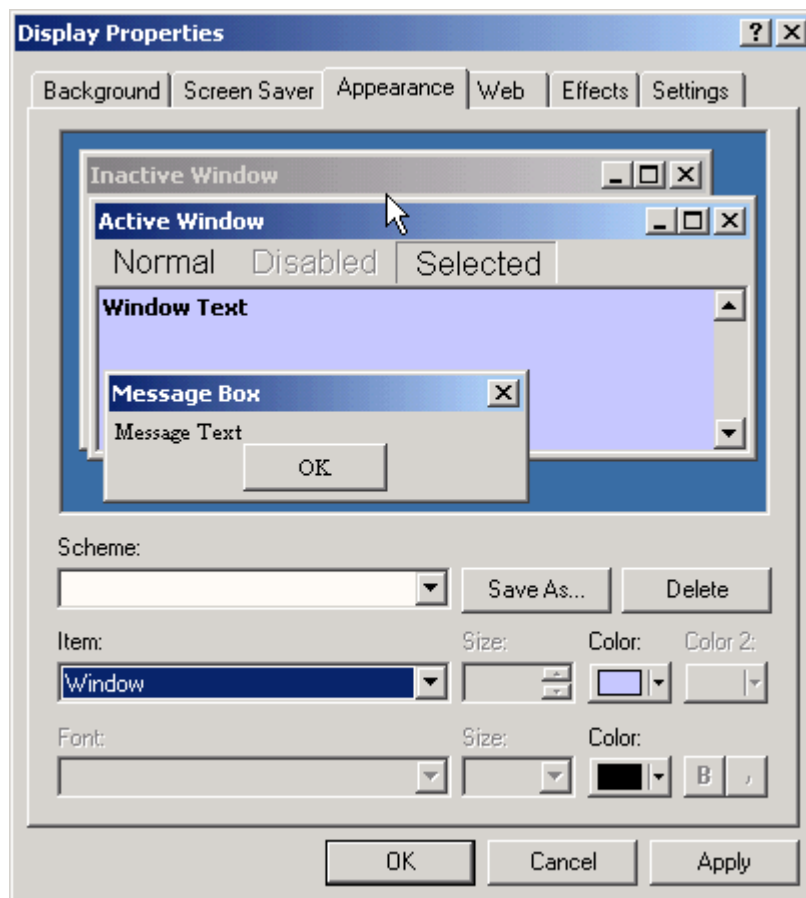 Display Properties
Background Screen Saver Appearance Web Effects Settings
Inactive Window
Active Window
Normal Disabled Selected
Window Text
Message Box
Message Text
OK
Scheme:
Save As... Delete
Item: Size: Color: Color 2:
Window
Font: Size: Color:
B
OK Cancel Apply